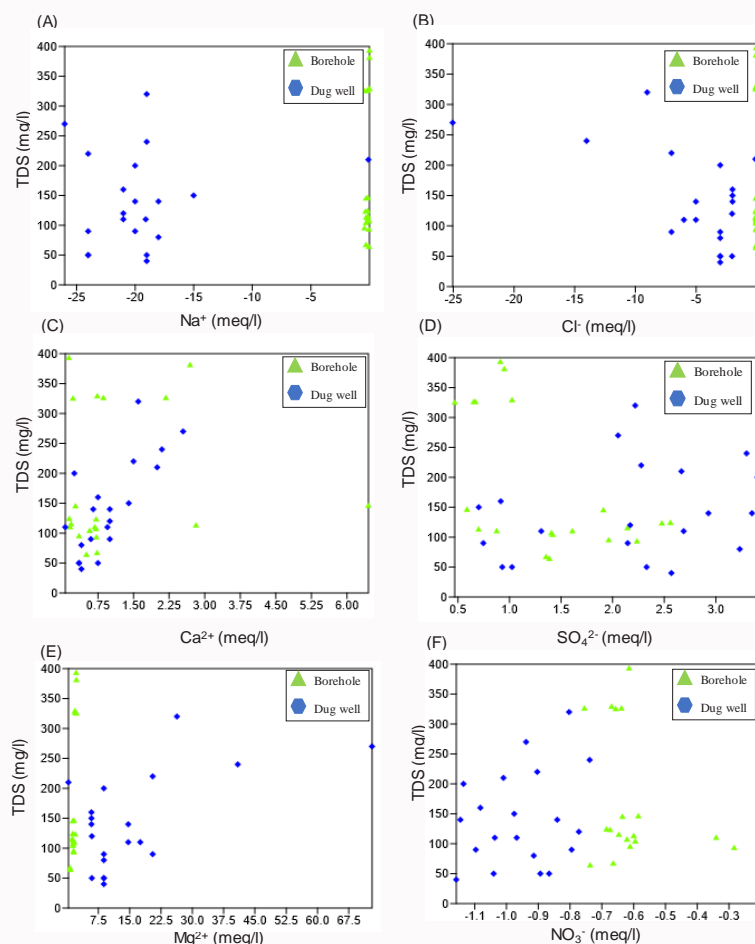 (A)
TDS (mg/l)
400
350
300
250
200
150
100
50
0
Borehole
Dug well
-25 -20 -15 -10 -5
Na⁺ (meq/l)
(B)
TDS (mg/l)
400
350
300
250
200
150
100
50
0
Borehole
Dug well
-25 -20 -15 -10 -5
Cl⁻ (meq/l)
(C)
TDS (mg/l)
400
350
300
250
200
150
100
50
0
Borehole
Dug well
0.75 1.50 2.25 3.00 3.75 4.50 5.25 6.00
Ca²⁺ (meq/l)
(D)
TDS (mg/l)
400
350
300
250
200
150
100
50
0
Borehole
Dug well
0.5 1.0 1.5 2.0 2.5 3.0
SO₄²⁻ (meq/l)
(E)
TDS (mg/l)
400
350
300
250
200
150
100
50
0
Borehole
Dug well
7.5 15.0 22.5 30.0 37.5 45.0 52.5 60.0 67.5
Mg²⁺ (meq/l)
(F)
TDS (mg/l)
400
350
300
250
200
150
100
50
0
Borehole
Dug well
-1.1 -1.0 -0.9 -0.8 -0.7 -0.6 -0.5 -0.4 -0.3 -0.2
NO₃⁻ (meq/l)